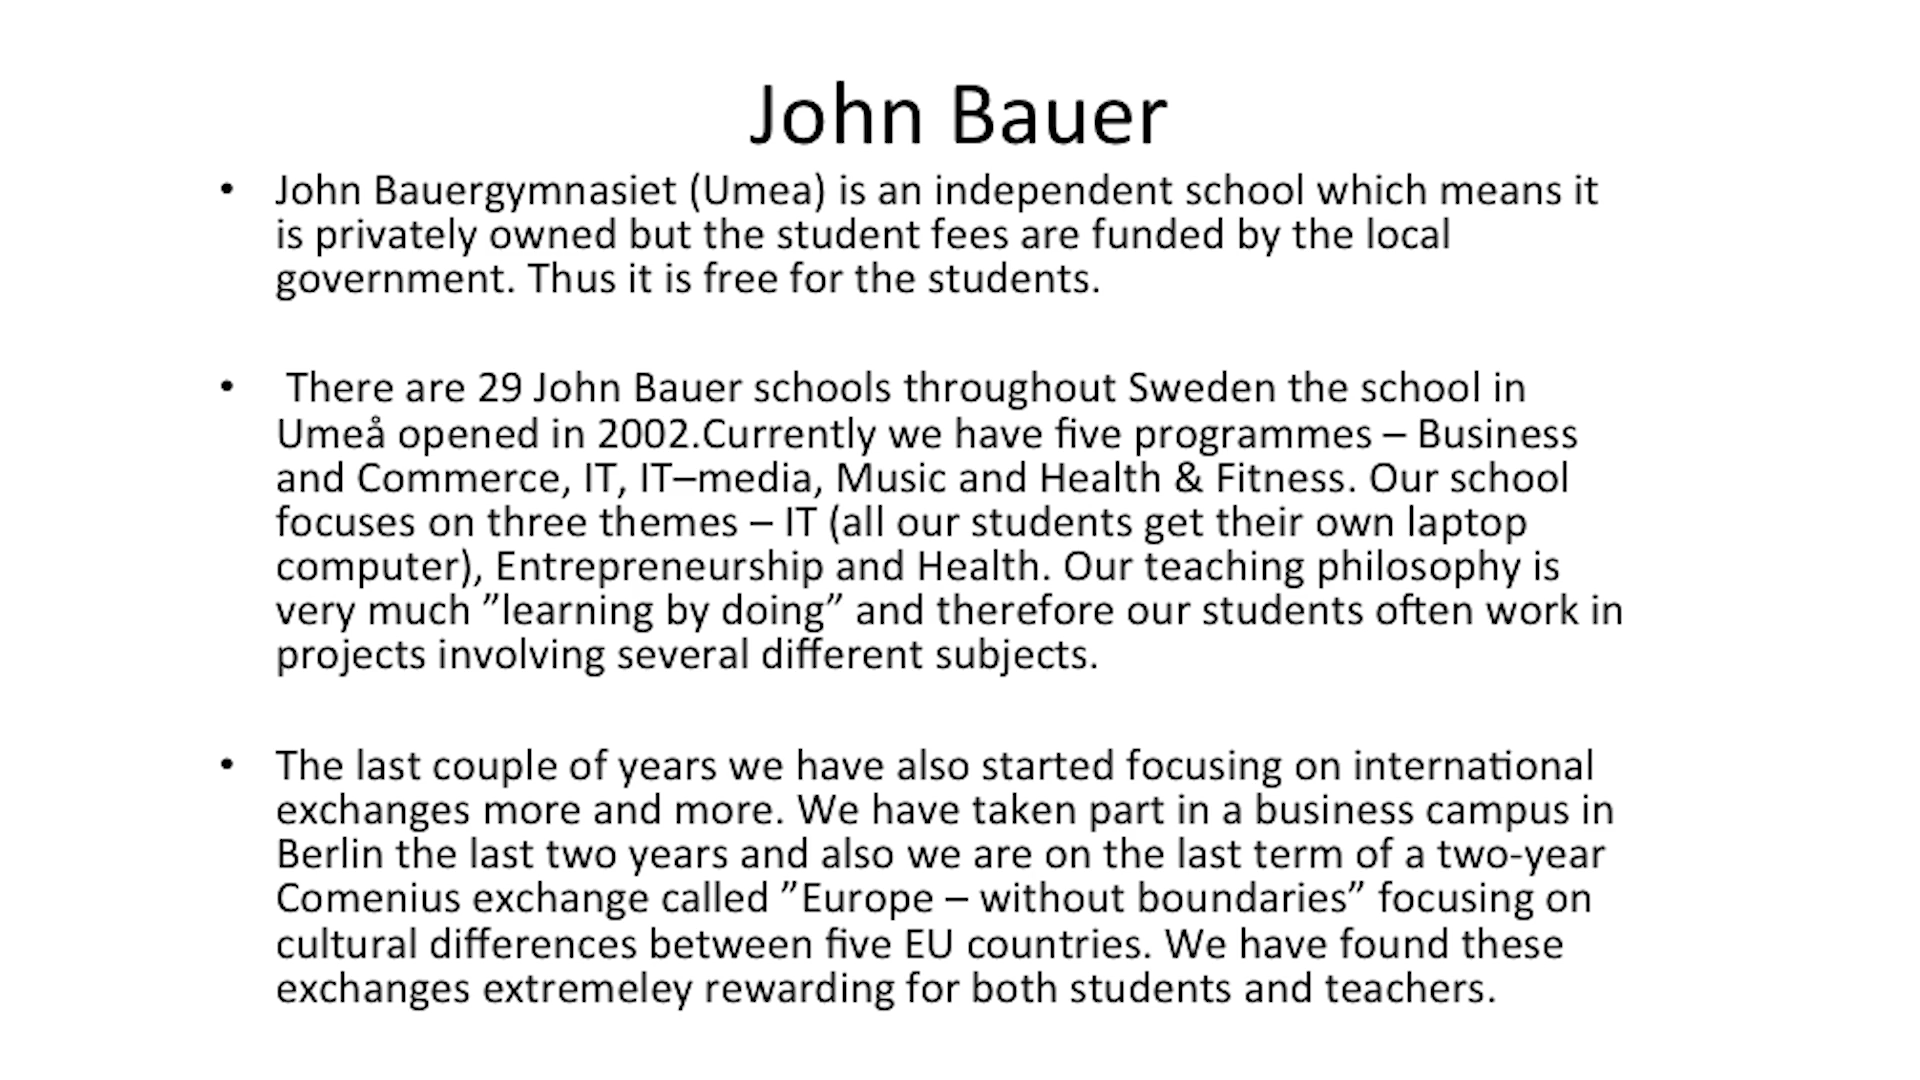 John Bauer
• John Bauergymnasiet (Umea) is an independent school which means it
is privately owned but the student fees are funded by the local
government. Thus it is free for the students.
• There are 29 John Bauer schools throughout Sweden the school in
Umeå opened in 2002.Currently we have five programmes – Business
and Commerce, IT, IT–media, Music and Health & Fitness. Our school
focuses on three themes – IT (all our students get their own laptop
computer), Entrepreneurship and Health. Our teaching philosophy is
very much ”learning by doing” and therefore our students often work in
projects involving several different subjects.
• The last couple of years we have also started focusing on international
exchanges more and more. We have taken part in a business campus in
Berlin the last two years and also we are on the last term of a two-year
Comenius exchange called ”Europe – without boundaries” focusing on
cultural differences between five EU countries. We have found these
exchanges extremeley rewarding for both students and teachers.